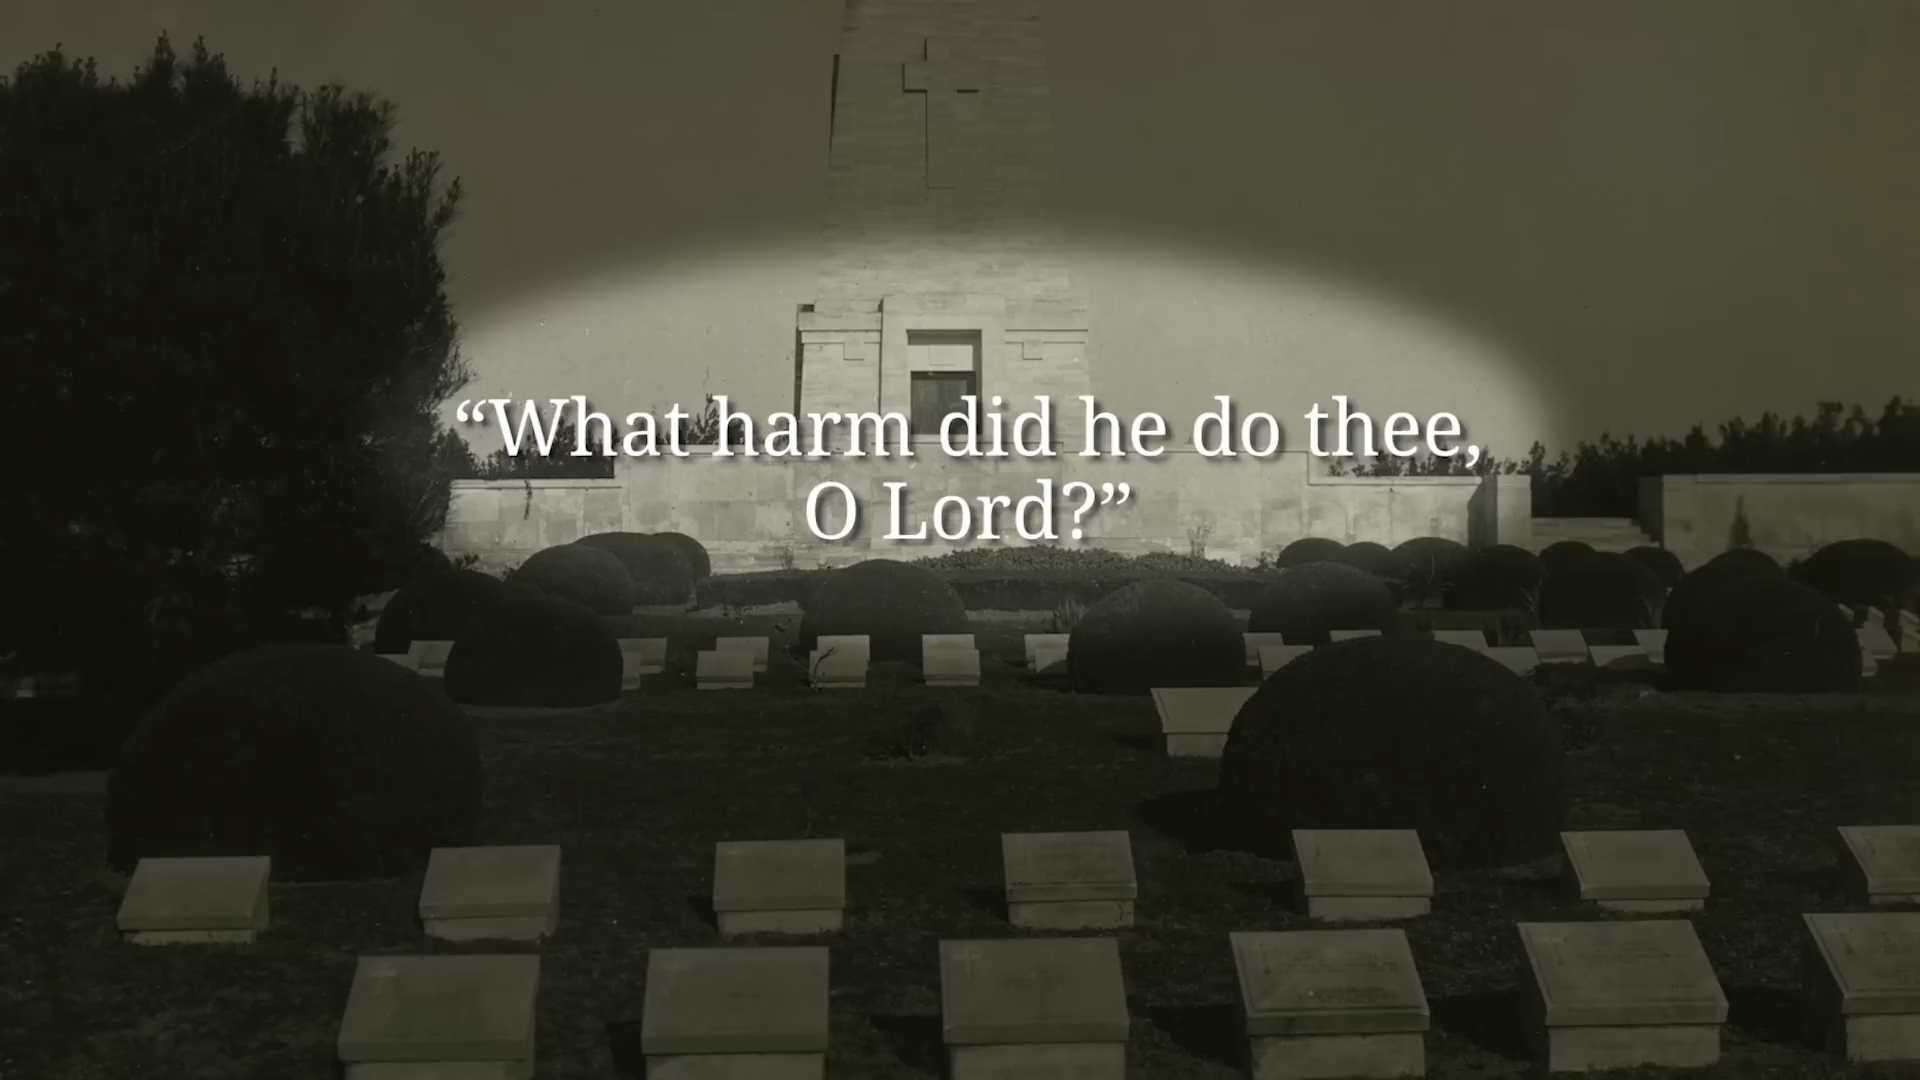 “What harm did he do thee,
O Lord?”